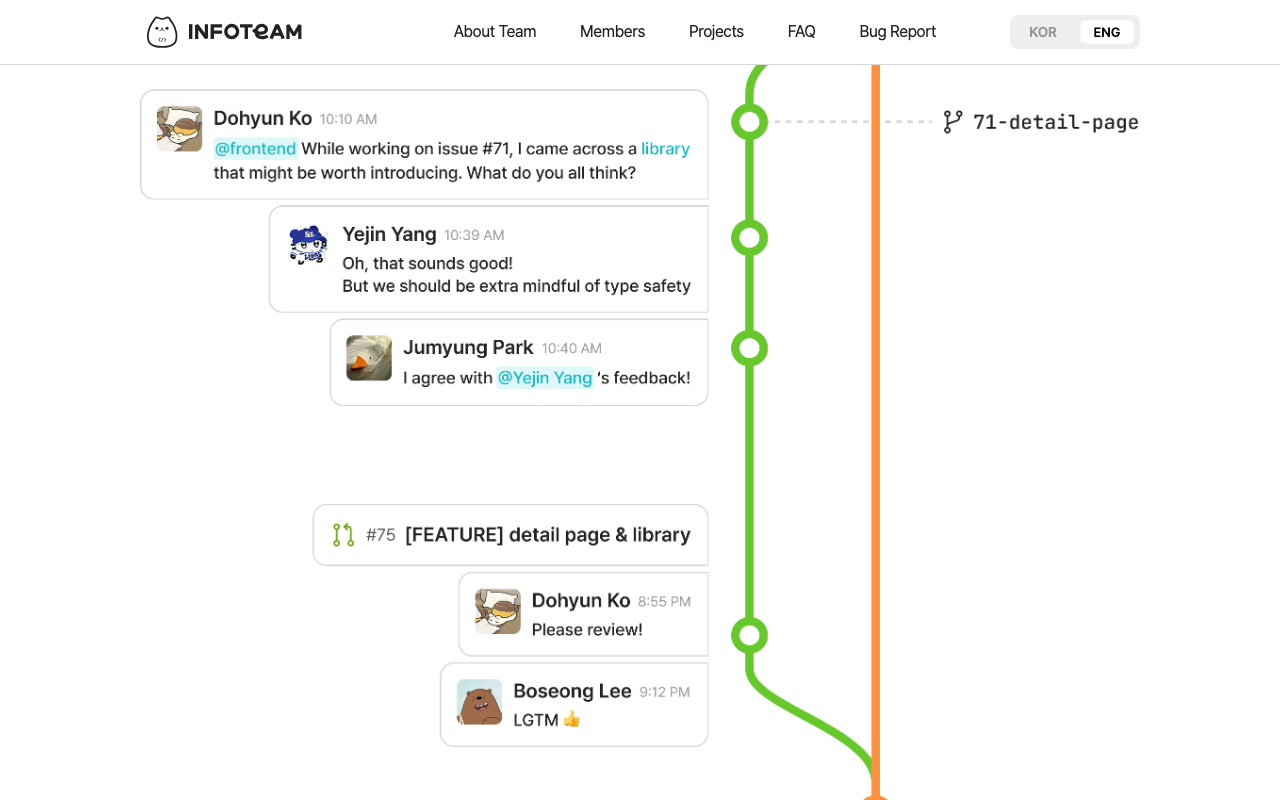 INFOTEAM
About Team
Members
Projects
FAQ
Bug Report
KOR
ENG
Dohyun Ko 10:10 AM
@frontend While working on issue #71, I came across a library
that might be worth introducing. What do you all think?
71-detail-page
Yejin Yang 10:39 AM
Oh, that sounds good!
But we should be extra mindful of type safety
Jumyung Park 10:40 AM
I agree with @Yejin Yang ‘s feedback!
#75 [FEATURE] detail page & library
Dohyun Ko 8:55 PM
Please review!
Boseong Lee 9:12 PM
LGTM 👍